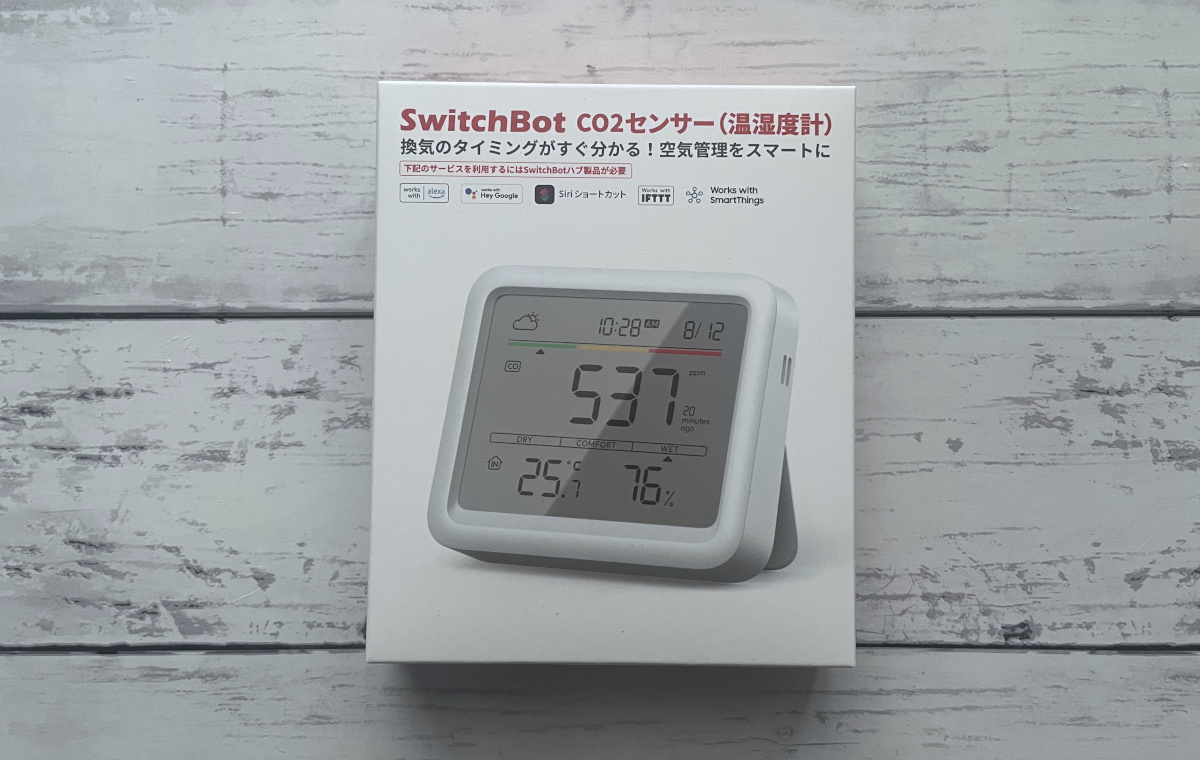 SwitchBot CO2センサー（温湿度計）
換気のタイミングがすぐ分かる！空気管理をスマートに
下記のサービスを利用するにはSwitchBotハブ製品が必要
works with alexa
works with Hey Google
Siri ショートカット
Works with IFTTT
Works with SmartThings
10:28 AM 8/12
CO2
537 ppm
20 minutes ago
DRY COMFORT WET
IN 25.7 °C 76 %